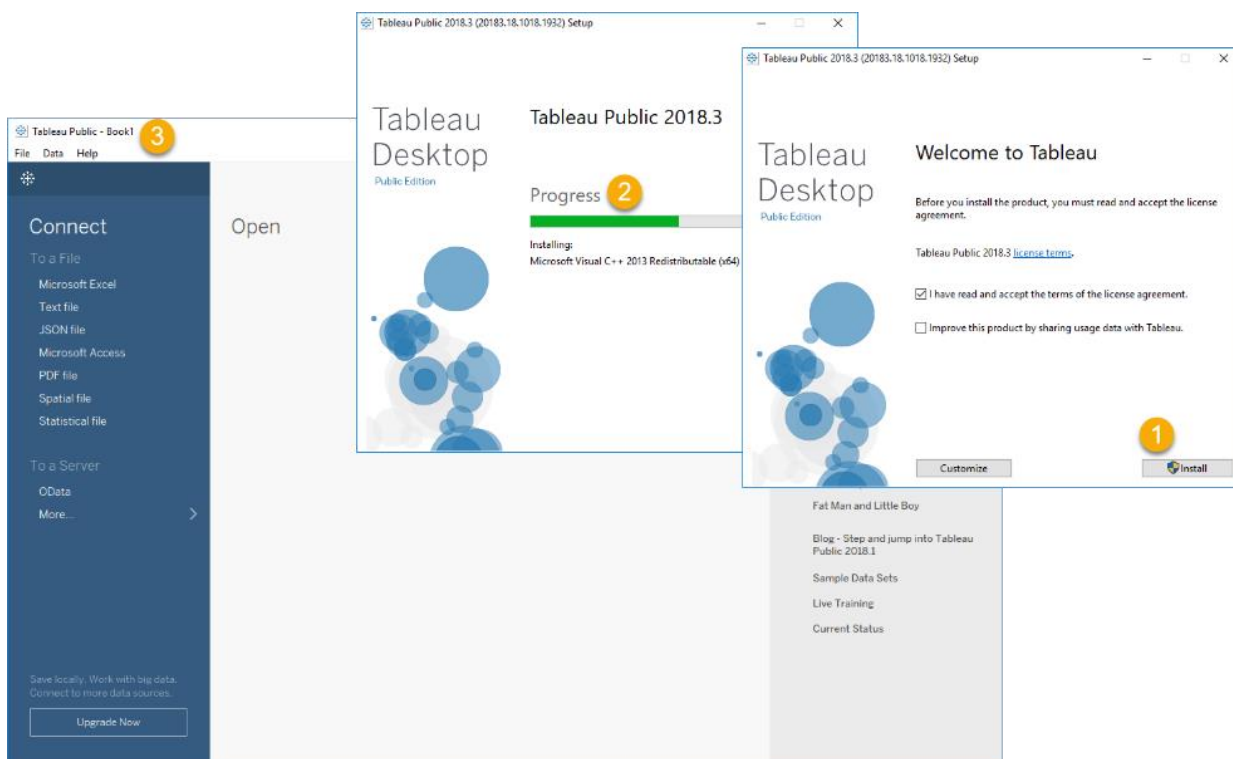 Tableau Public 2018.3 (20183.18.1018.1932) Setup
Tableau
Desktop
Public Edition
Tableau Public 2018.3
Progress
2
Installing:
Microsoft Visual C++ 2013 Redistributable (x64)
Tableau Public 2018.3 (20183.18.1018.1932) Setup
Tableau
Desktop
Public Edition
Welcome to Tableau
Before you install the product, you must read and accept the license
agreement.
Tableau Public 2018.3 license terms.
I have read and accept the terms of the license agreement.
Improve this product by sharing usage data with Tableau.
1
Customize
Install
Tableau Public - Book1
3
File Data Help
Connect
To a File
Microsoft Excel
Text file
JSON file
Microsoft Access
PDF file
Spatial file
Statistical file
To a Server
OData
More...
Save locally. Work with big data.
Connect to more data sources.
Upgrade Now
Open
Fat Man and Little Boy
Blog - Step and jump into Tableau
Public 2018.1
Sample Data Sets
Live Training
Current Status